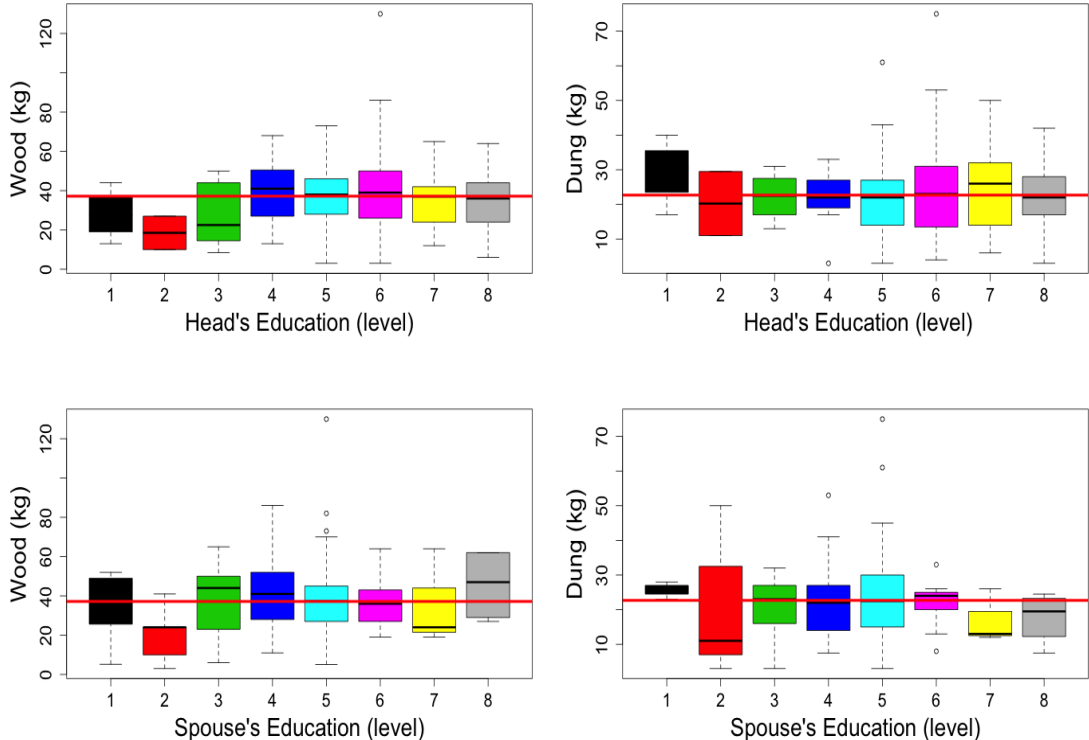 Wood (kg)
0 20 40 60 80 120
1 2 3 4 5 6 7 8
Head's Education (level)
Dung (kg)
10 30 50 70
1 2 3 4 5 6 7 8
Head's Education (level)
Wood (kg)
0 20 40 60 80 120
1 2 3 4 5 6 7 8
Spouse's Education (level)
Dung (kg)
10 30 50 70
1 2 3 4 5 6 7 8
Spouse's Education (level)